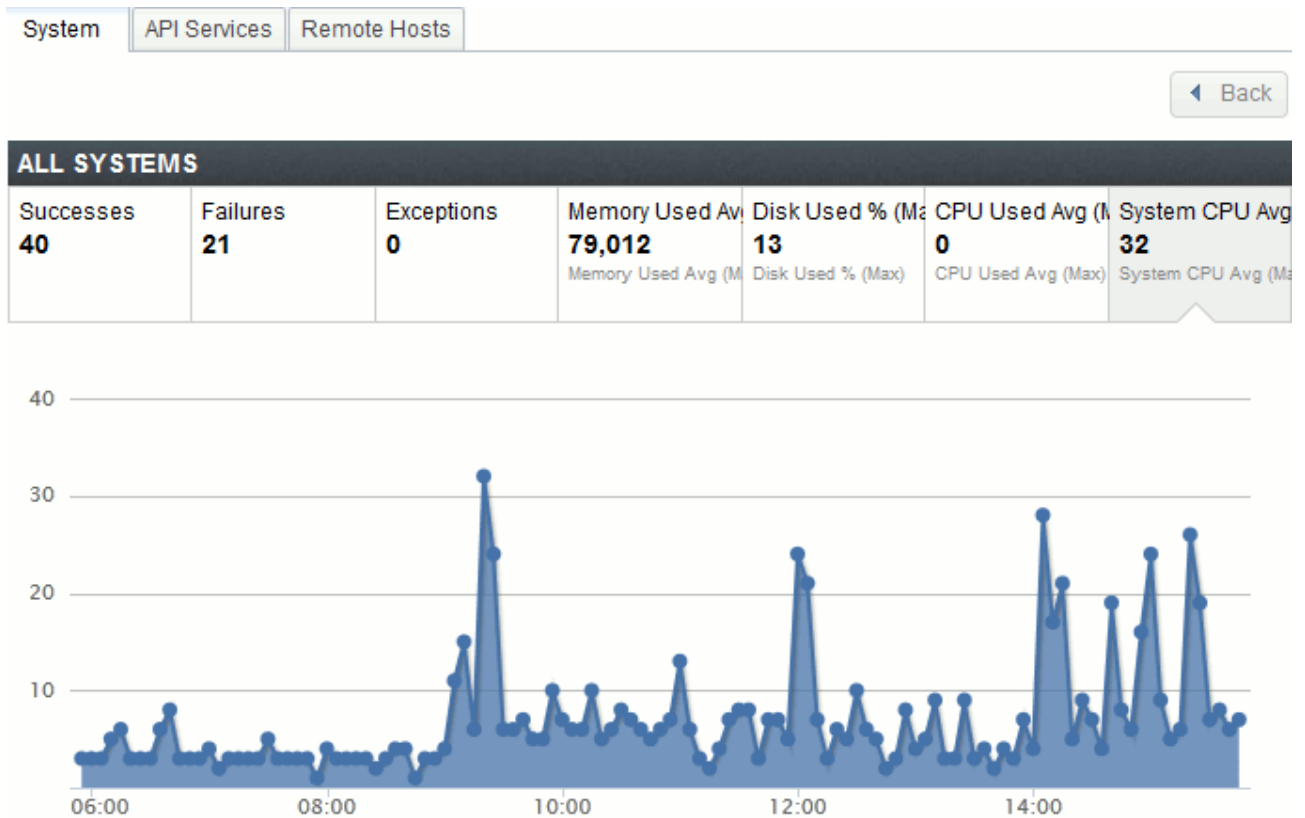 System API Services Remote Hosts
Back
ALL SYSTEMS
Successes Failures Exceptions Memory Used Av Disk Used % (Ma CPU Used Avg (M System CPU Avg
40 21 0 79,012 13 0 32
Memory Used Avg (M Disk Used % (Max) CPU Used Avg (Max) System CPU Avg (Ma
40
30
20
10
06:00 08:00 10:00 12:00 14:00